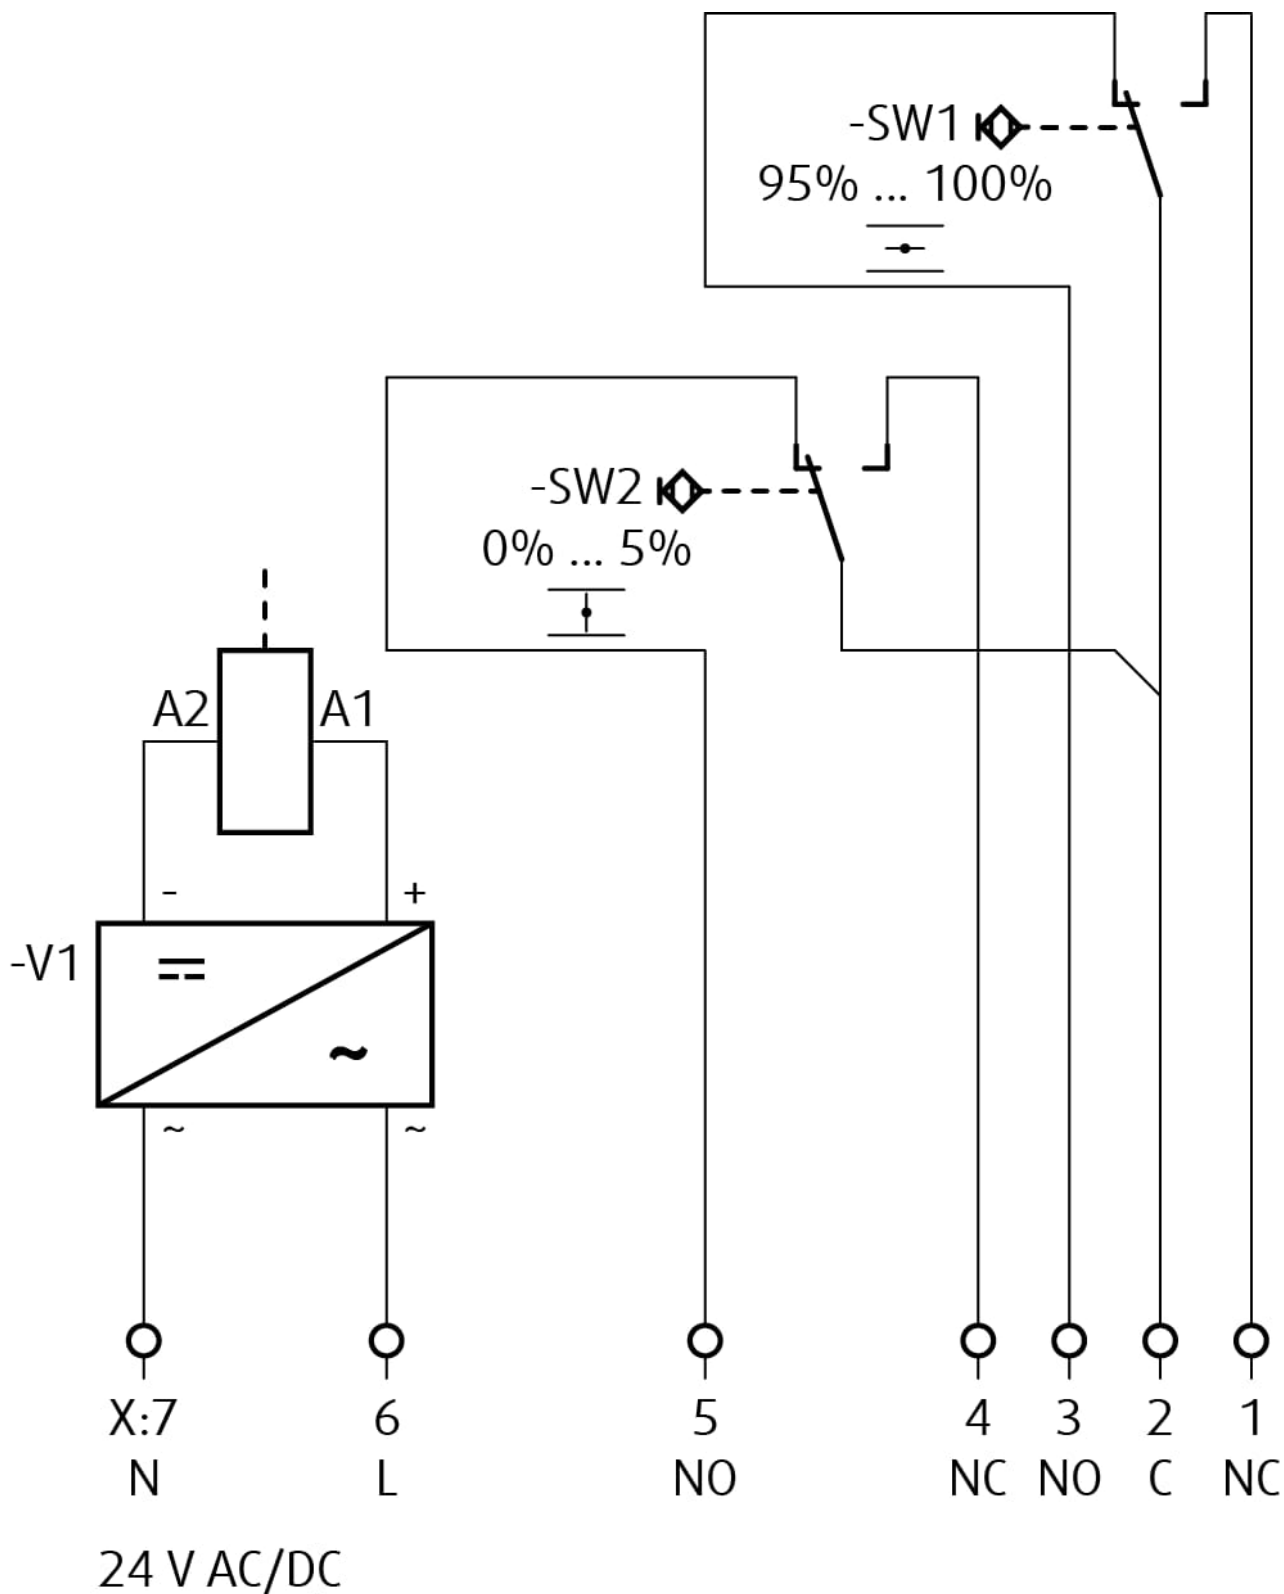 -SW1
95% ... 100%
-SW2
0% ... 5%
A2 A1
- +
-V1
~
~ ~
X:7 6 5 4 3 2 1
N L NO NC NO C NC
24 V AC/DC